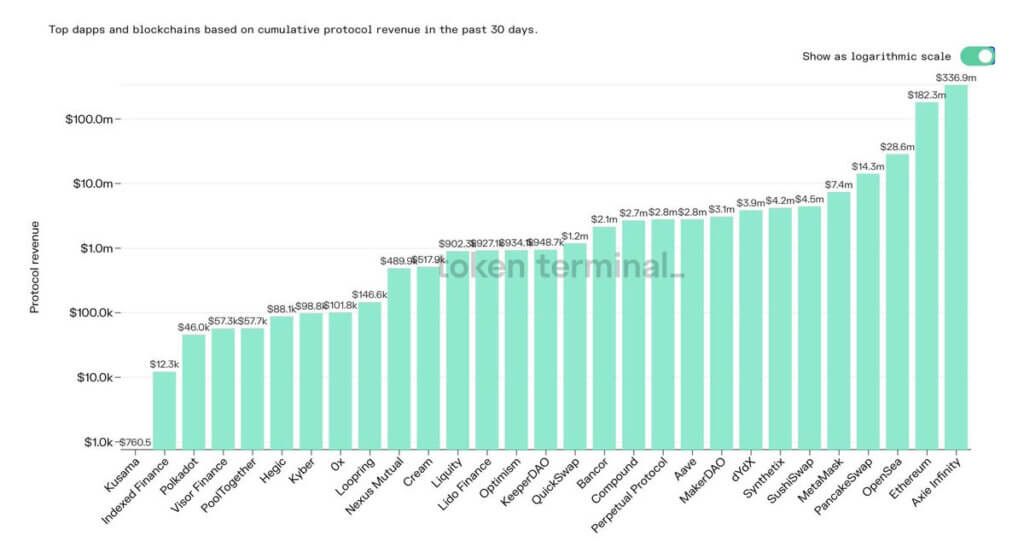 Top dapps and blockchains based on cumulative protocol revenue in the past 30 days.
Show as logarithmic scale
$336.9m
$182.3m
$100.0m
$28.6m
$14.3m
$10.0m
$7.4m
$4.5m
$4.2m
$3.9m
$3.1m
$2.8m
$2.8m
$2.7m
$2.1m
$1.2m
$1.0m
$948.7k
$934.1k
$927.1k
$902.3k
$517.9k
$489.9k
token terminal_
$146.6k
$101.8k
$98.8k
$88.1k
$100.0k
$57.7k
$57.3k
$46.0k
$12.3k
$10.0k
$1.0k
$760.5
Protocol revenue
Kusama
Indexed Finance
Polkadot
Visor Finance
PoolTogether
Hegic
Kyber
0x
Loopring
Nexus Mutual
Cream
Liquity
Lido Finance
Optimism
KeeperDAO
QuickSwap
Bancor
Compound
Perpetual Protocol
Aave
MakerDAO
dYdX
Synthetix
SushiSwap
MetaMask
PancakeSwap
OpenSea
Ethereum
Axie Infinity